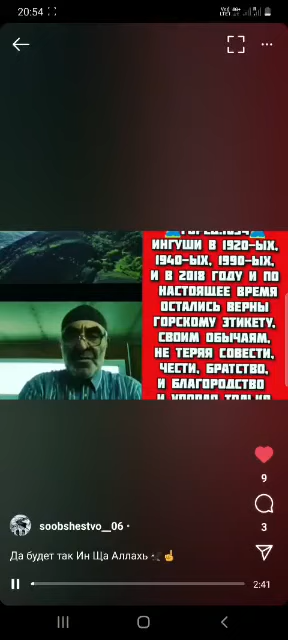 20:54
ИНГУШИ В 1920-ЫХ,
1940-ЫХ, 1990-ЫХ,
И В 2018 ГОДУ И ПО
НАСТОЯЩЕЕ ВРЕМЯ
ОСТАЛИСЬ ВЕРНЫ
ГОРСКОМУ ЭТИКЕТУ,
СВОИМ ОБЫЧАЯМ,
НЕ ТЕРЯЯ СОВЕСТИ,
ЧЕСТИ, БРАТСТВО,
И БЛАГОРОДСТВО
9
3
soobshestvo__06
Да будет так Ин Ща Аллахь
2:41